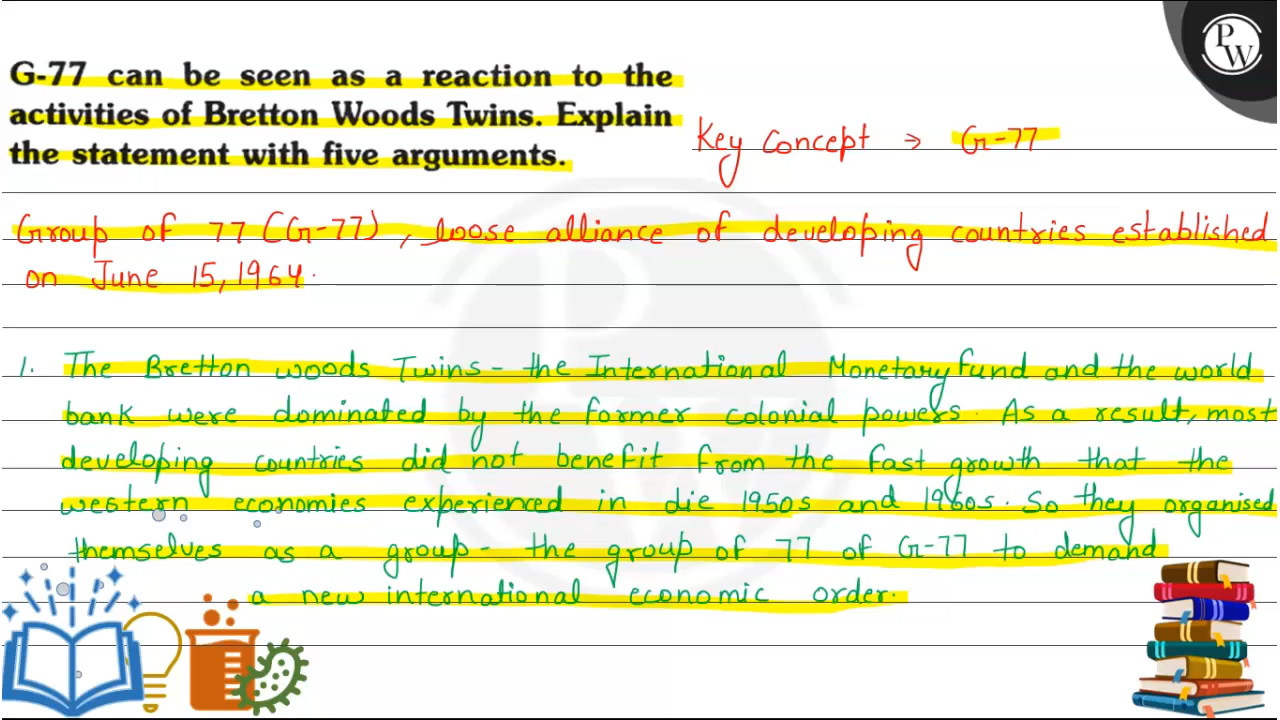 G-77 can be seen as a reaction to the
activities of Bretton Woods Twins. Explain
the statement with five arguments.
Key Concept → G-77
Group of 77 (G-77), loose alliance of developing countries established
on June 15, 1964.
1. The Bretton woods Twins - the International Monetary fund and the world
bank were dominated by the former colonial powers. As a result, most
developing countries did not benefit from the fast growth that the
western economies experienced in die 1950s and 1960s. So they organised
themselves as a group - the group of 77 of G-77 to demand
a new international economic order.
P
W